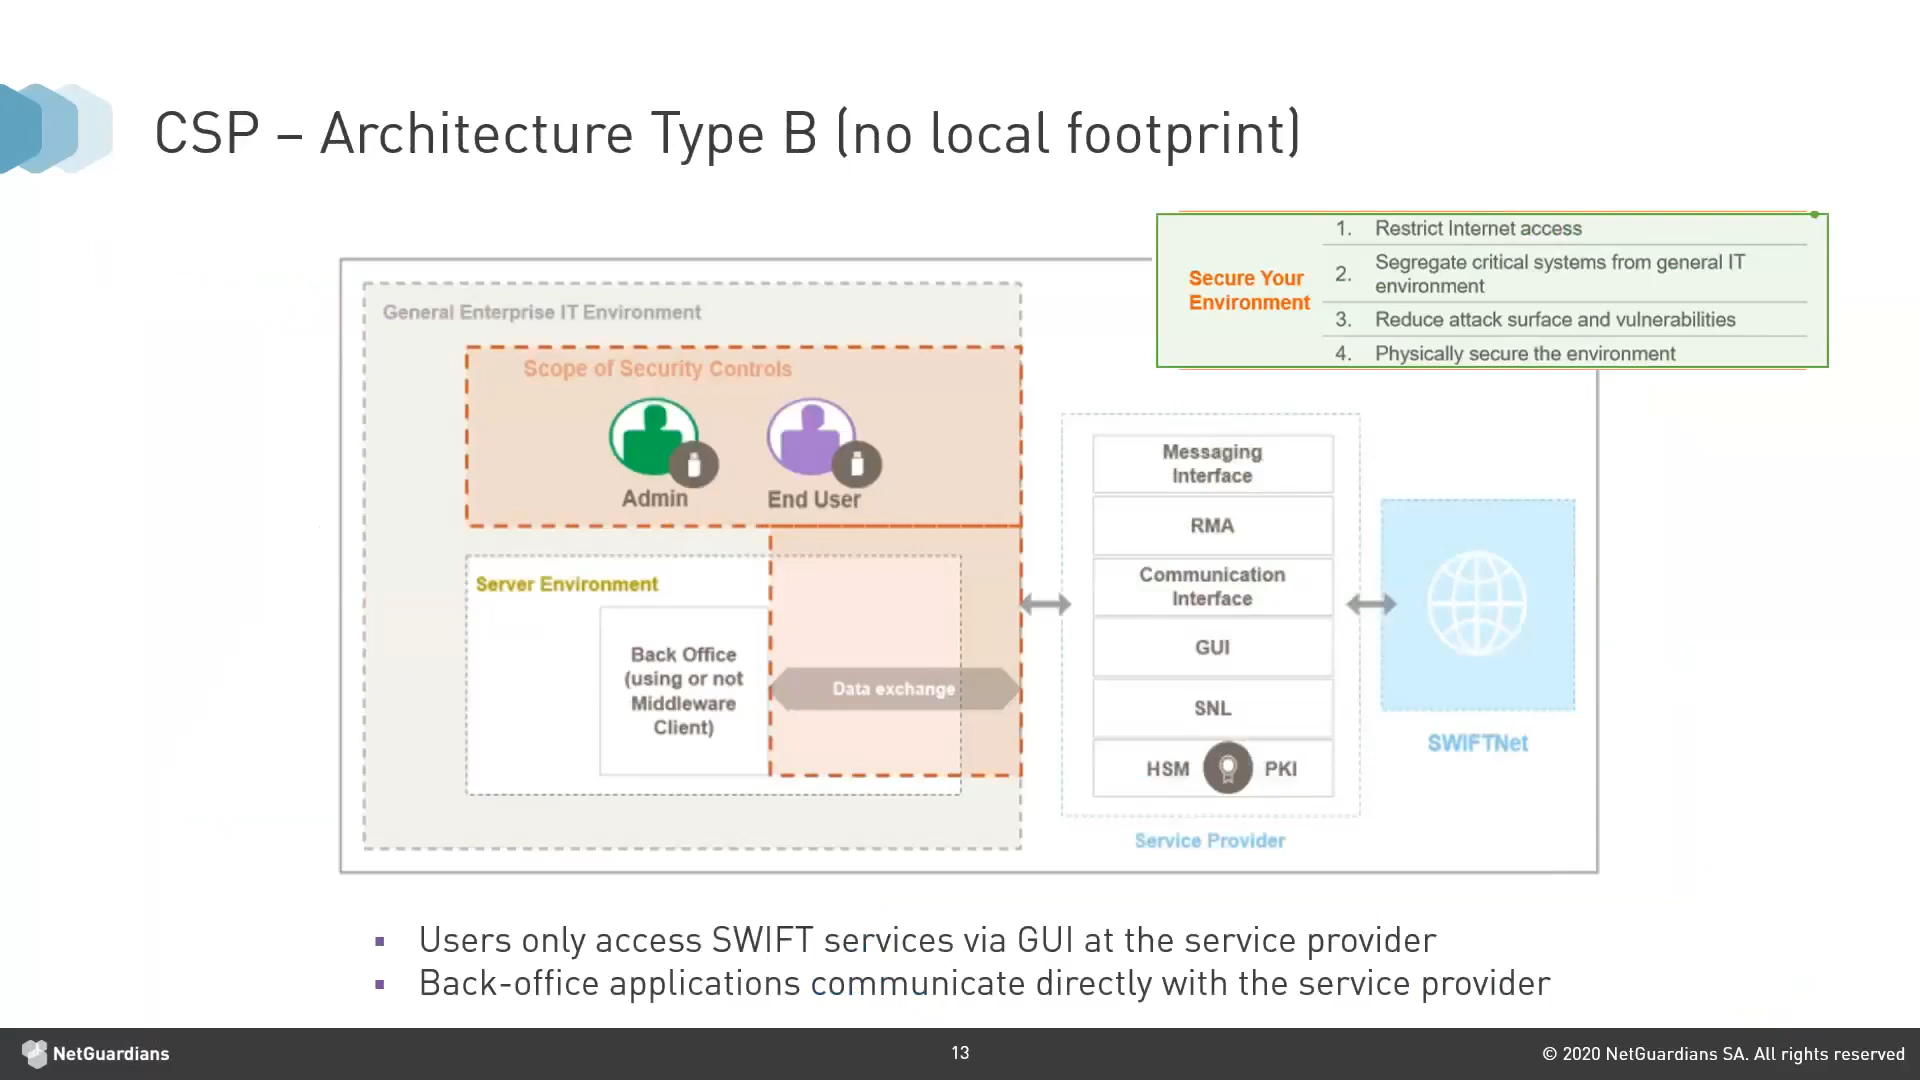 CSP – Architecture Type B (no local footprint)
Secure Your
Environment
1. Restrict Internet access
2. Segregate critical systems from general IT
environment
3. Reduce attack surface and vulnerabilities
4. Physically secure the environment
General Enterprise IT Environment
Scope of Security Controls
Admin
End User
Server Environment
Back Office
(using or not
Middleware
Client)
Data exchange
Messaging
Interface
RMA
Communication
Interface
GUI
SNL
HSM PKI
Service Provider
SWIFTNet
▪ Users only access SWIFT services via GUI at the service provider
▪ Back-office applications communicate directly with the service provider
NetGuardians
13
© 2020 NetGuardians SA. All rights reserved